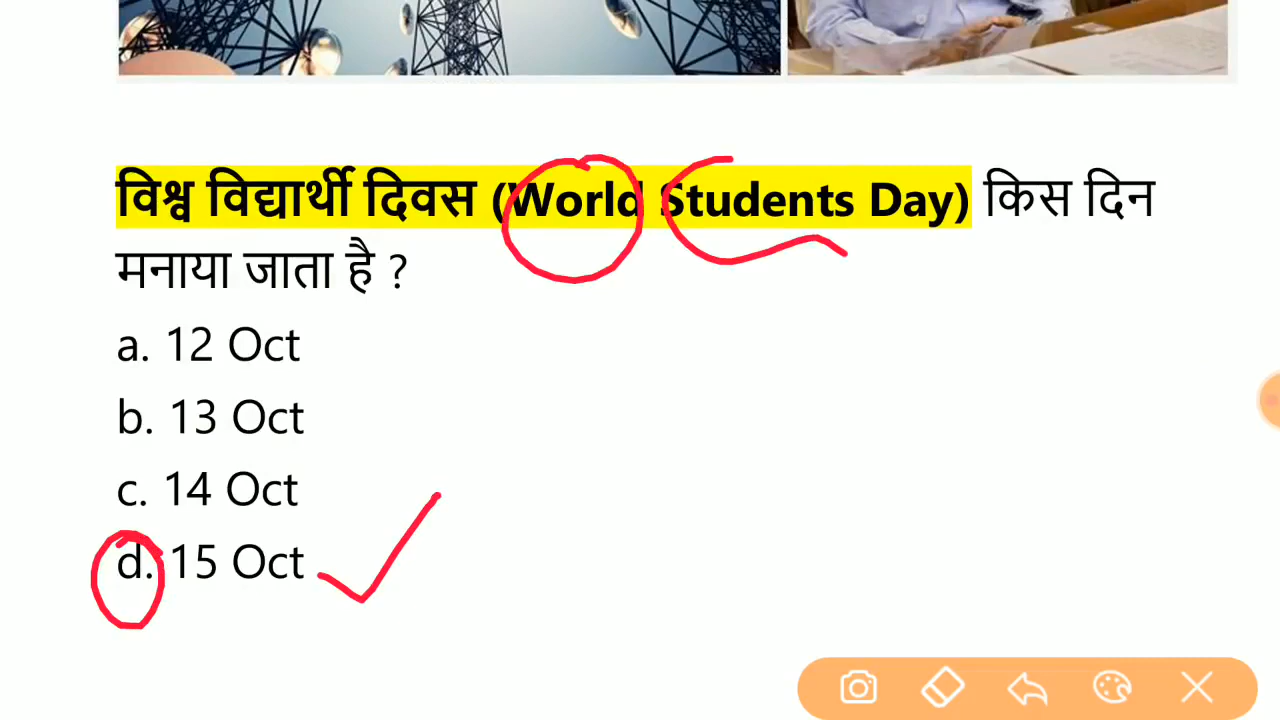 विश्व विद्यार्थी दिवस (World Students Day) किस दिन
मनाया जाता है ?
a. 12 Oct
b. 13 Oct
c. 14 Oct
d. 15 Oct